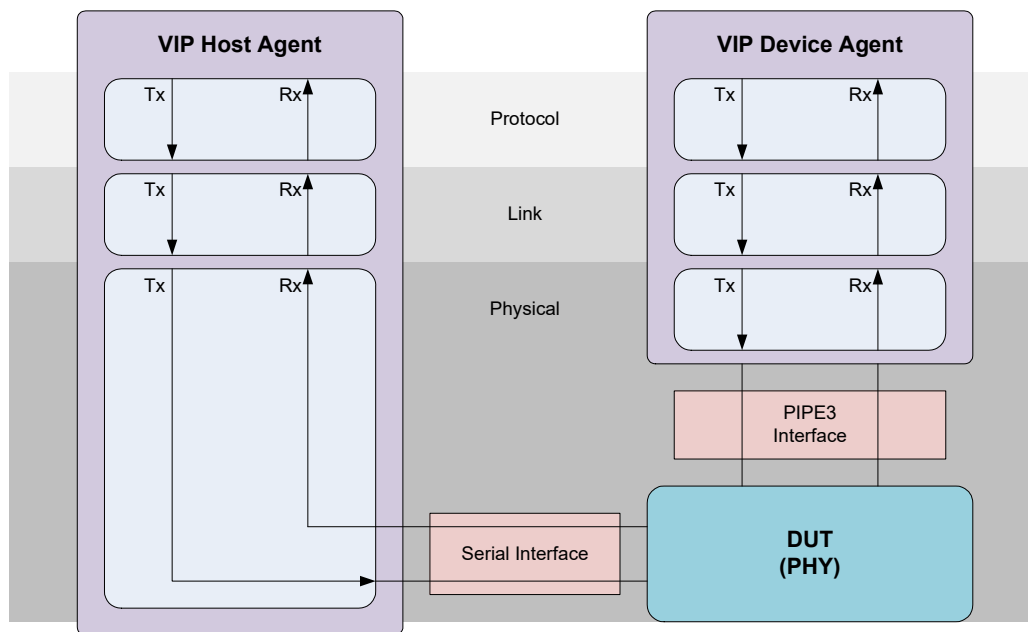 VIP Host Agent
VIP Device Agent
Tx
Rx
Protocol
Tx
Rx
Tx
Rx
Link
Tx
Rx
Tx
Rx
Physical
Tx
Rx
PIPE3
Interface
Serial Interface
DUT
(PHY)